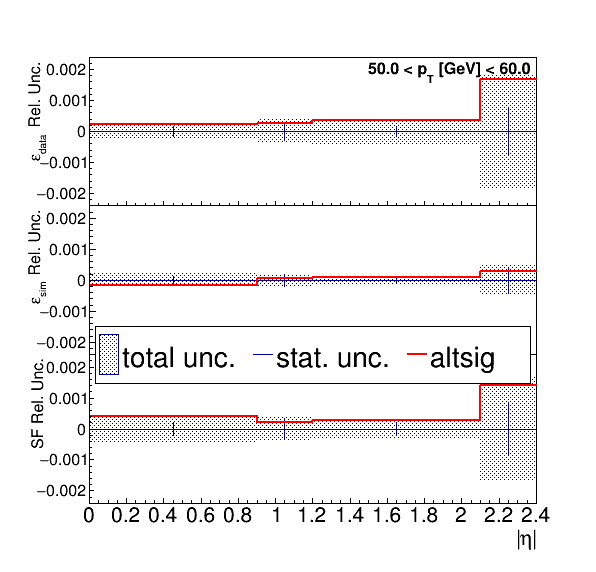 50.0 < p_T [GeV] < 60.0
ε_data Rel. Unc.
0.002
0.001
0
−0.001
−0.002
ε_sim Rel. Unc.
0.002
0.001
0
−0.001
−0.002
total unc.
stat. unc.
altsig
SF Rel. Unc.
0.002
0.001
0
−0.001
−0.002
0 0.2 0.4 0.6 0.8 1 1.2 1.4 1.6 1.8 2 2.2 2.4
|η|